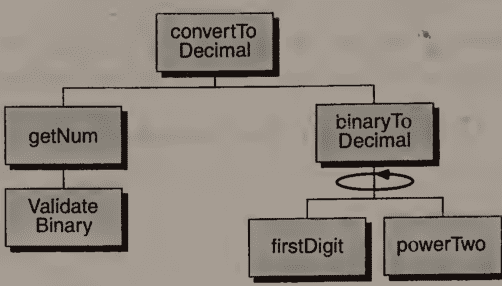 convertTo
Decimal
getNum
binaryTo
Decimal
Validate
Binary
firstDigit
powerTwo